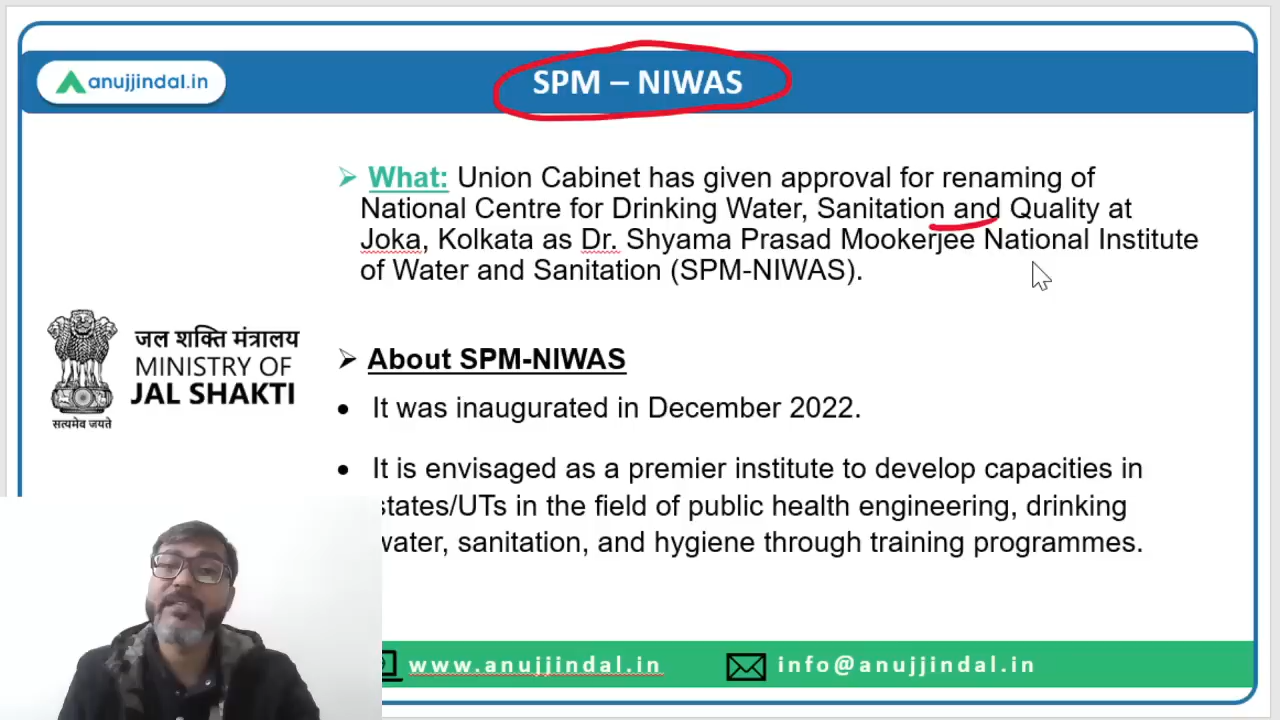 anujjindal.in
SPM – NIWAS
What: Union Cabinet has given approval for renaming of
National Centre for Drinking Water, Sanitation and Quality at
Joka, Kolkata as Dr. Shyama Prasad Mookerjee National Institute
of Water and Sanitation (SPM-NIWAS).
जल शक्ति मंत्रालय
MINISTRY OF
JAL SHAKTI
सत्यमेव जयते
About SPM-NIWAS
It was inaugurated in December 2022.
It is envisaged as a premier institute to develop capacities in
states/UTs in the field of public health engineering, drinking
water, sanitation, and hygiene through training programmes.
www.anujjindal.in
info@anujjindal.in